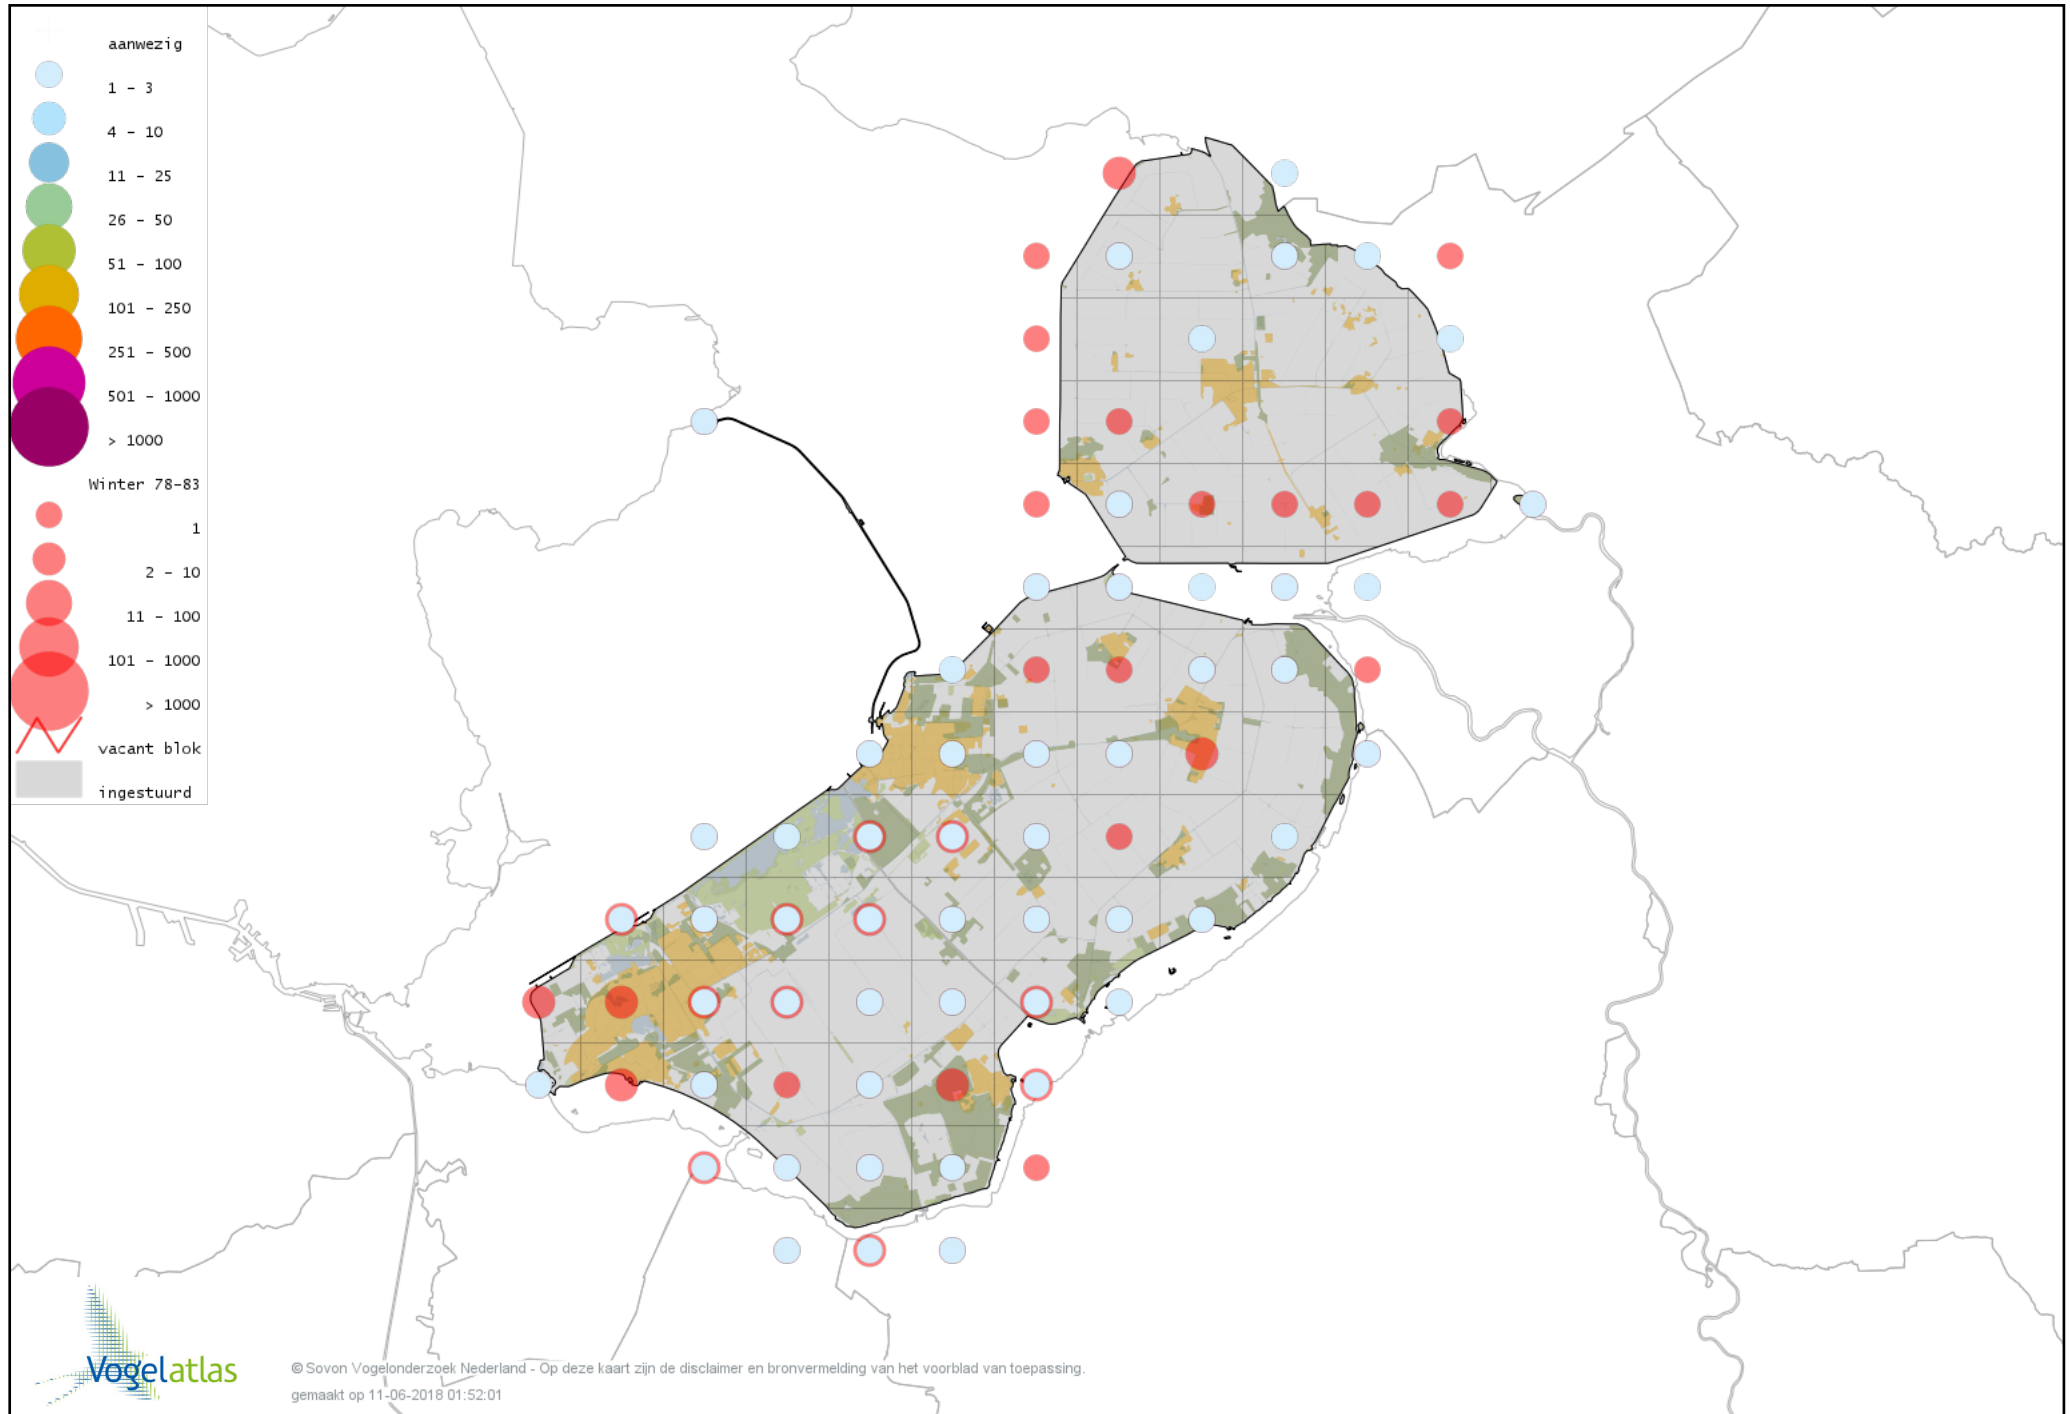 aanwezig
1 - 3
4 - 10
11 - 25
26 - 50
51 - 100
101 - 250
251 - 500
501 - 1000
> 1000
Winter 78-83
1
2 - 10
11 - 100
101 - 1000
> 1000
vacant blok
ingestuurd
Vogelatlas
© Sovon Vogelonderzoek Nederland - Op deze kaart zijn de disclaimer en bronvermelding van het voorblad van toepassing.
gemaakt op 11-06-2018 01:52:01